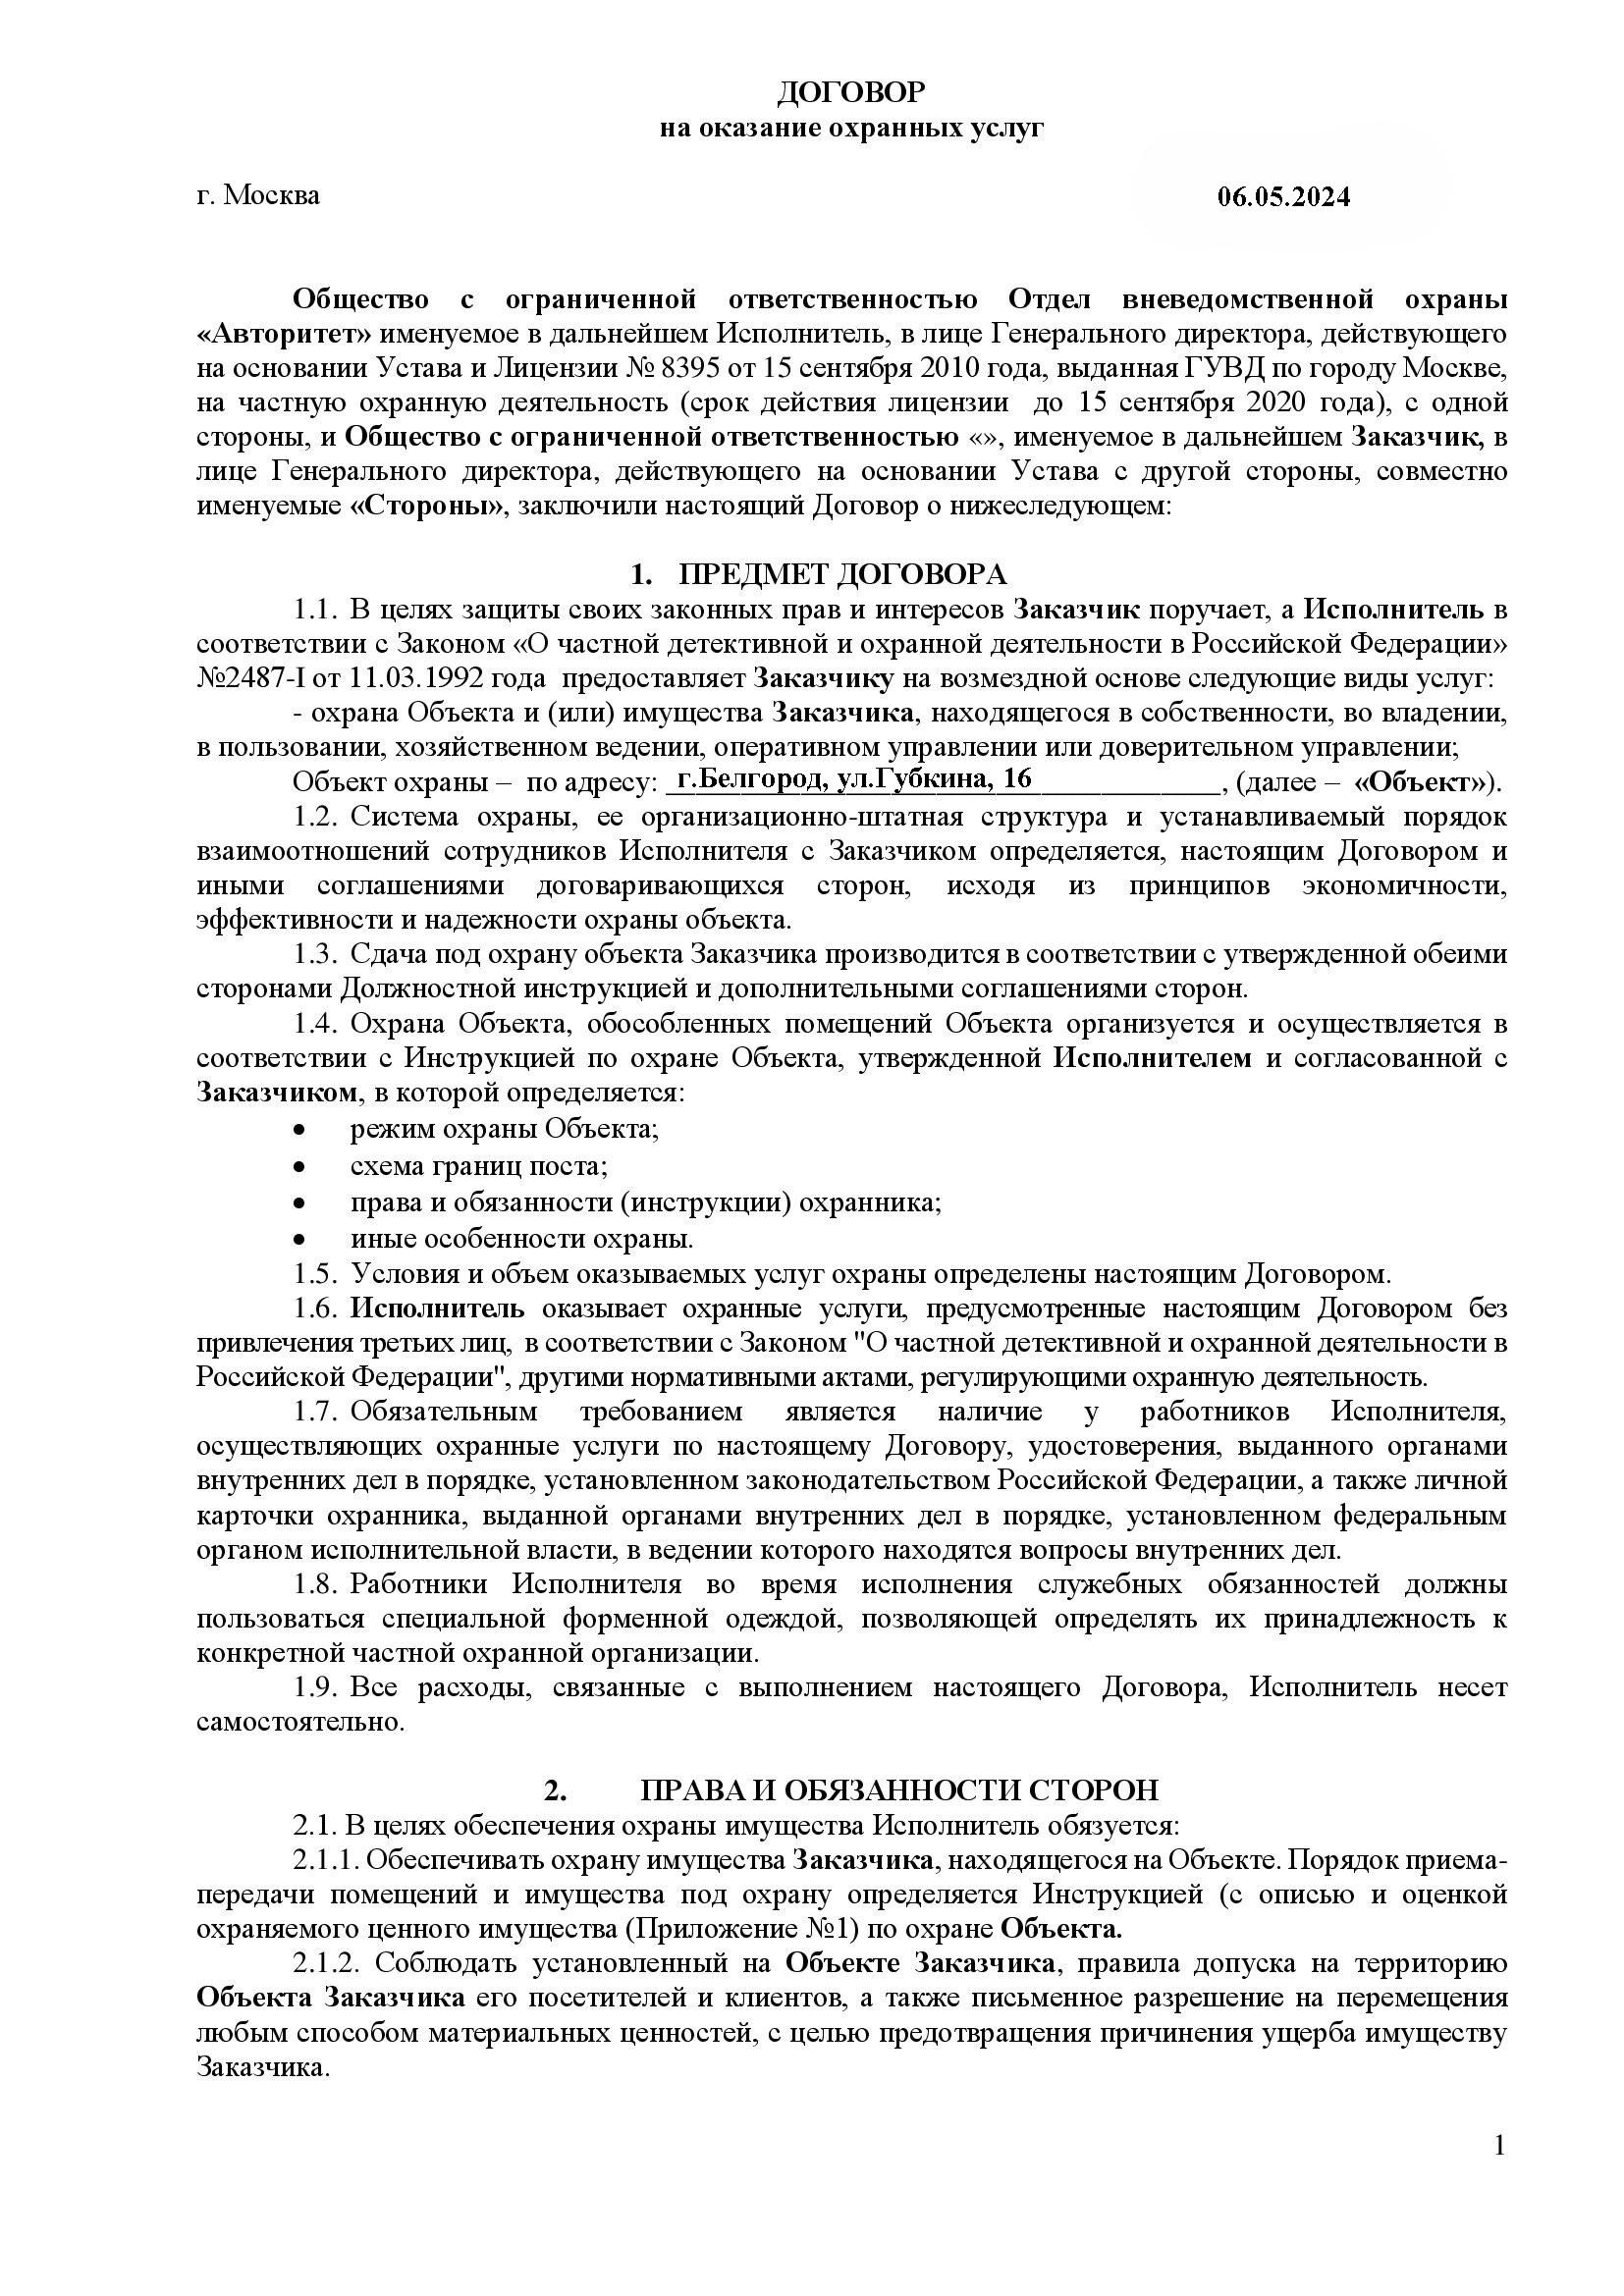 ДОГОВОР
на оказание охранных услуг
г. Москва 06.05.2024
Общество с ограниченной ответственностью Отдел вневедомственной охраны
«Авторитет» именуемое в дальнейшем Исполнитель, в лице Генерального директора, действующего
на основании Устава и Лицензии № 8395 от 15 сентября 2010 года, выданная ГУВД по городу Москве,
на частную охранную деятельность (срок действия лицензии до 15 сентября 2020 года), с одной
стороны, и Общество с ограниченной ответственностью «», именуемое в дальнейшем Заказчик, в
лице Генерального директора, действующего на основании Устава с другой стороны, совместно
именуемые «Стороны», заключили настоящий Договор о нижеследующем:
1. ПРЕДМЕТ ДОГОВОРА
1.1. В целях защиты своих законных прав и интересов Заказчик поручает, а Исполнитель в
соответствии с Законом «О частной детективной и охранной деятельности в Российской Федерации»
№2487-I от 11.03.1992 года предоставляет Заказчику на возмездной основе следующие виды услуг:
- охрана Объекта и (или) имущества Заказчика, находящегося в собственности, во владении,
в пользовании, хозяйственном ведении, оперативном управлении или доверительном управлении;
Объект охраны – по адресу: г.Белгород, ул.Губкина, 16, (далее – «Объект»).
1.2. Система охраны, ее организационно-штатная структура и устанавливаемый порядок
взаимоотношений сотрудников Исполнителя с Заказчиком определяется, настоящим Договором и
иными соглашениями договаривающихся сторон, исходя из принципов экономичности,
эффективности и надежности охраны объекта.
1.3. Сдача под охрану объекта Заказчика производится в соответствии с утвержденной обеими
сторонами Должностной инструкцией и дополнительными соглашениями сторон.
1.4. Охрана Объекта, обособленных помещений Объекта организуется и осуществляется в
соответствии с Инструкцией по охране Объекта, утвержденной Исполнителем и согласованной с
Заказчиком, в которой определяется:
• режим охраны Объекта;
• схема границ поста;
• права и обязанности (инструкции) охранника;
• иные особенности охраны.
1.5. Условия и объем оказываемых услуг охраны определены настоящим Договором.
1.6. Исполнитель оказывает охранные услуги, предусмотренные настоящим Договором без
привлечения третьих лиц, в соответствии с Законом "О частной детективной и охранной деятельности в
Российской Федерации", другими нормативными актами, регулирующими охранную деятельность.
1.7. Обязательным требованием является наличие у работников Исполнителя,
осуществляющих охранные услуги по настоящему Договору, удостоверения, выданного органами
внутренних дел в порядке, установленном законодательством Российской Федерации, а также личной
карточки охранника, выданной органами внутренних дел в порядке, установленном федеральным
органом исполнительной власти, в ведении которого находятся вопросы внутренних дел.
1.8. Работники Исполнителя во время исполнения служебных обязанностей должны
пользоваться специальной форменной одеждой, позволяющей определять их принадлежность к
конкретной частной охранной организации.
1.9. Все расходы, связанные с выполнением настоящего Договора, Исполнитель несет
самостоятельно.
2. ПРАВА И ОБЯЗАННОСТИ СТОРОН
2.1. В целях обеспечения охраны имущества Исполнитель обязуется:
2.1.1. Обеспечивать охрану имущества Заказчика, находящегося на Объекте. Порядок приема-
передачи помещений и имущества под охрану определяется Инструкцией (с описью и оценкой
охраняемого ценного имущества (Приложение №1) по охране Объекта.
2.1.2. Соблюдать установленный на Объекте Заказчика, правила допуска на территорию
Объекта Заказчика его посетителей и клиентов, а также письменное разрешение на перемещения
любым способом материальных ценностей, с целью предотвращения причинения ущерба имуществу
Заказчика.
1